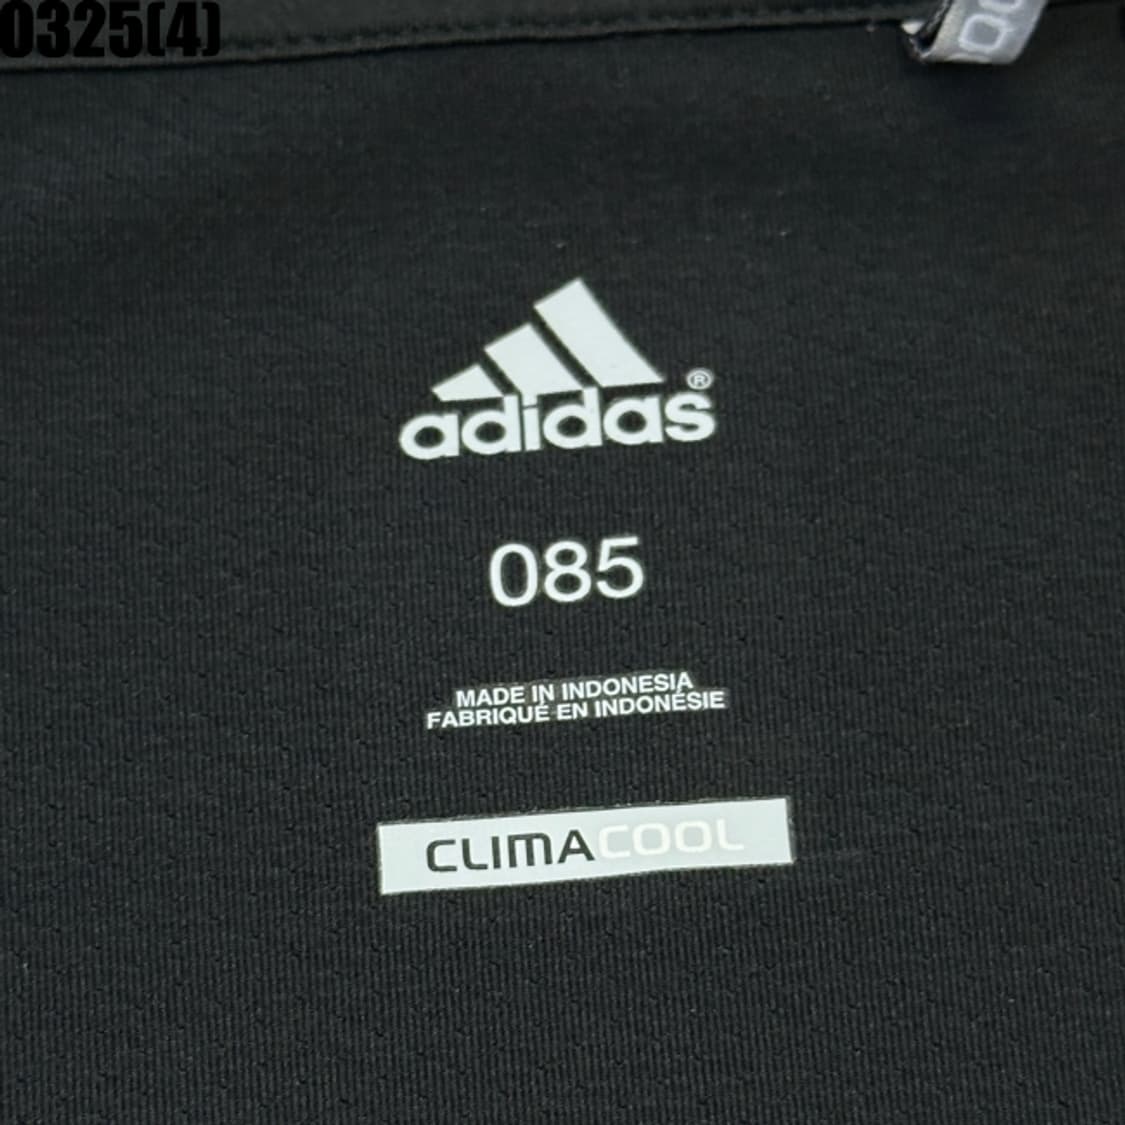 0325(4)
adidas®
085
MADE IN INDONESIA
FABRIQUÉ EN INDONÉSIE
CLIMACOOL